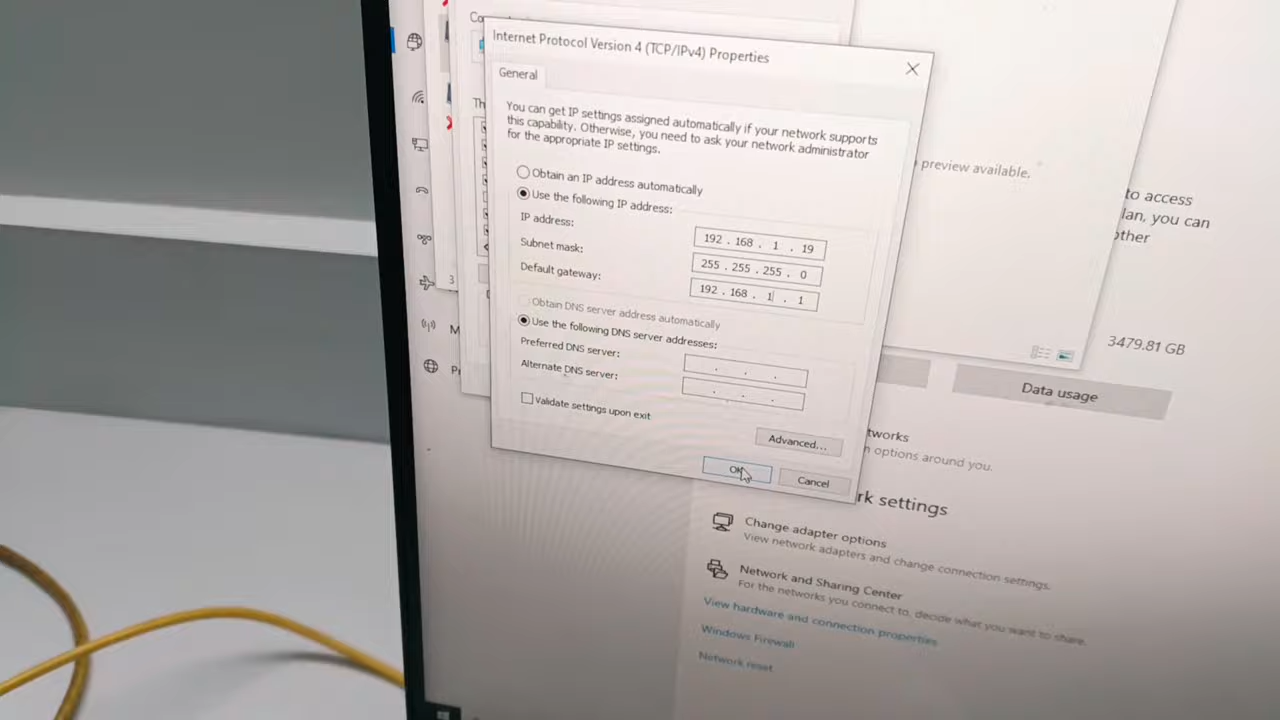 Internet Protocol Version 4 (TCP/IPv4) Properties
General
You can get IP settings assigned automatically if your network supports
this capability. Otherwise, you need to ask your network administrator
for the appropriate IP settings.
Obtain an IP address automatically
Use the following IP address:
IP address:
192 . 168 . 1 . 19
Subnet mask:
255 . 255 . 255 . 0
Default gateway:
192 . 168 . 1 . 1
Obtain DNS server address automatically
Use the following DNS server addresses:
Preferred DNS server:
. . .
Alternate DNS server:
. . .
Validate settings upon exit
Advanced...
OK
Cancel
preview available.
to access
lan, you can
other
3479.81 GB
Data usage
tworks
options around you.
rk settings
Change adapter options
View network adapters and change connection settings.
Network and Sharing Center
For the networks you connect to, decide what you want to share.
View hardware and connection properties
Windows Firewall
Network reset